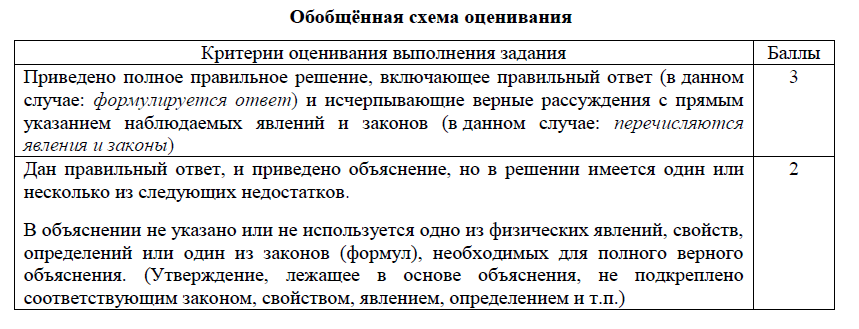 Обобщённая схема оценивания
Критерии оценивания выполнения задания Баллы
Приведено полное правильное решение, включающее правильный ответ (в данном 3
случае: формулируется ответ) и исчерпывающие верные рассуждения с прямым
указанием наблюдаемых явлений и законов (в данном случае: перечисляются
явления и законы)
Дан правильный ответ, и приведено объяснение, но в решении имеется один или 2
несколько из следующих недостатков.
В объяснении не указано или не используется одно из физических явлений, свойств,
определений или один из законов (формул), необходимых для полного верного
объяснения. (Утверждение, лежащее в основе объяснения, не подкреплено
соответствующим законом, свойством, явлением, определением и т.п.)